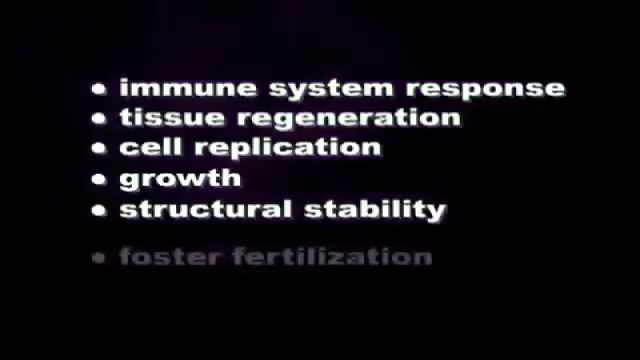 • immune system response
• tissue regeneration
• cell replication
• growth
• structural stability
• foster fertilization